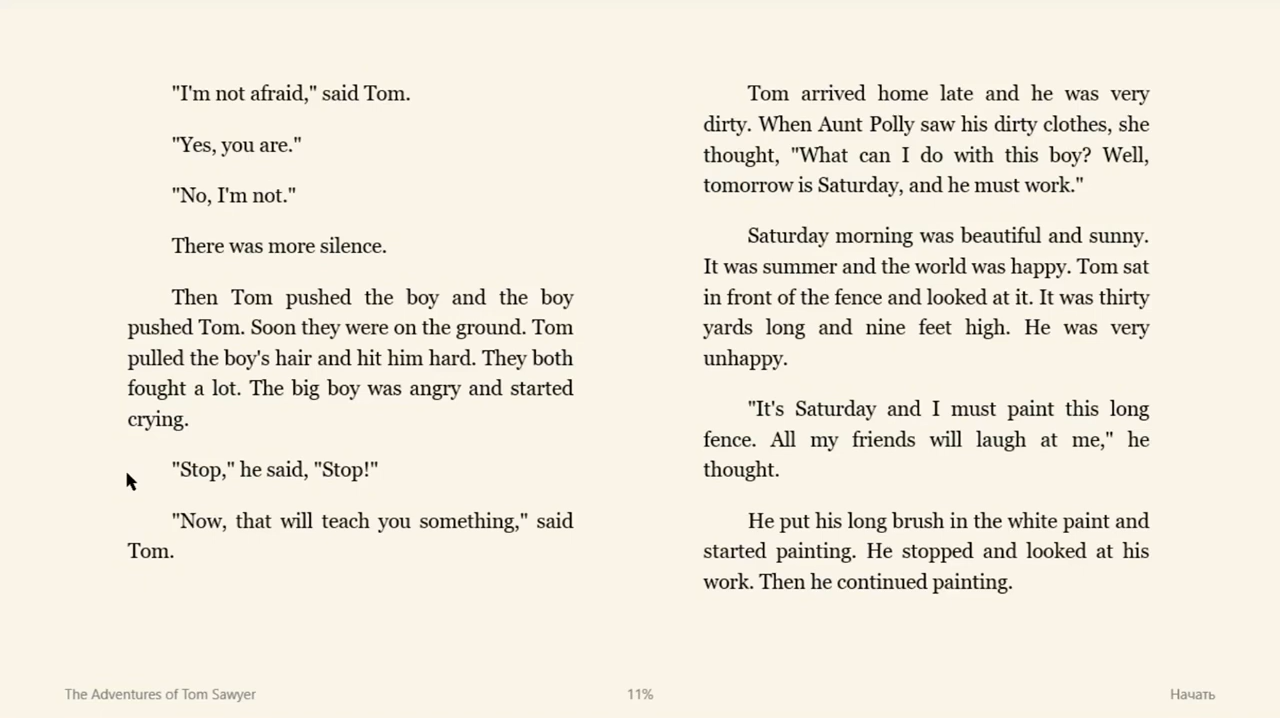 "I'm not afraid," said Tom.
"Yes, you are."
"No, I'm not."
There was more silence.
Then Tom pushed the boy and the boy
pushed Tom. Soon they were on the ground. Tom
pulled the boy's hair and hit him hard. They both
fought a lot. The big boy was angry and started
crying.
"Stop," he said, "Stop!"
"Now, that will teach you something," said
Tom.
Tom arrived home late and he was very
dirty. When Aunt Polly saw his dirty clothes, she
thought, "What can I do with this boy? Well,
tomorrow is Saturday, and he must work."
Saturday morning was beautiful and sunny.
It was summer and the world was happy. Tom sat
in front of the fence and looked at it. It was thirty
yards long and nine feet high. He was very
unhappy.
"It's Saturday and I must paint this long
fence. All my friends will laugh at me," he
thought.
He put his long brush in the white paint and
started painting. He stopped and looked at his
work. Then he continued painting.
The Adventures of Tom Sawyer
11%
Начать